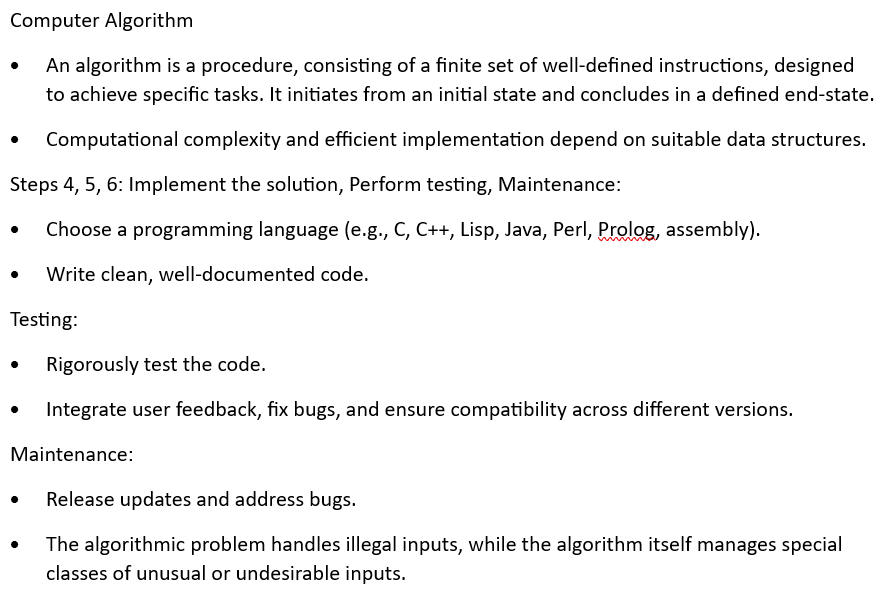 Computer Algorithm
• An algorithm is a procedure, consisting of a finite set of well-defined instructions, designed
to achieve specific tasks. It initiates from an initial state and concludes in a defined end-state.
• Computational complexity and efficient implementation depend on suitable data structures.
Steps 4, 5, 6: Implement the solution, Perform testing, Maintenance:
• Choose a programming language (e.g., C, C++, Lisp, Java, Perl, Prolog, assembly).
• Write clean, well-documented code.
Testing:
• Rigorously test the code.
• Integrate user feedback, fix bugs, and ensure compatibility across different versions.
Maintenance:
• Release updates and address bugs.
• The algorithmic problem handles illegal inputs, while the algorithm itself manages special
classes of unusual or undesirable inputs.